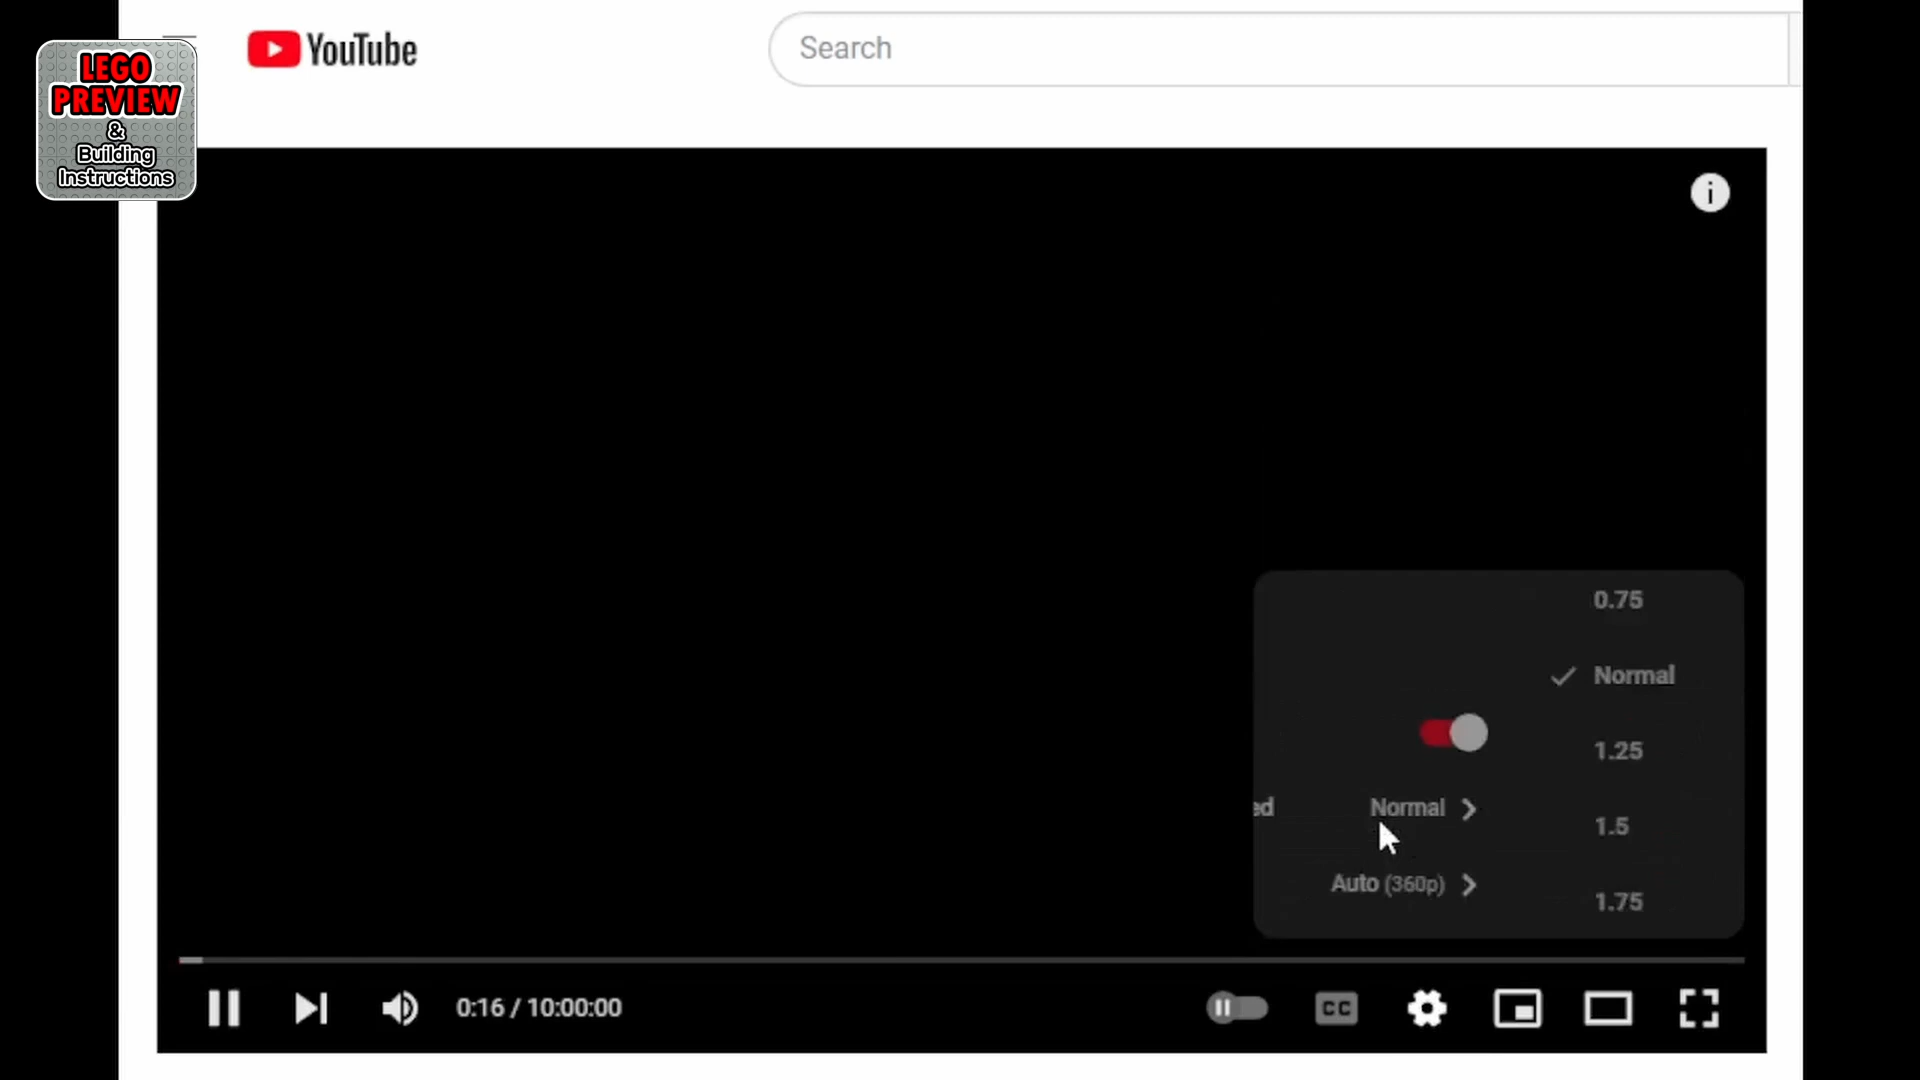 LEGO
PREVIEW
&
Building
Instructions
YouTube
Search
i
0.75
Normal
1.25
ed
Normal
1.5
Auto (360p)
1.75
0:16 / 10:00:00
CC